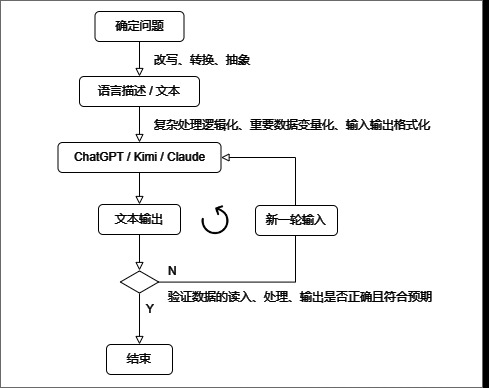 确定问题
改写、转换、抽象
语言描述 / 文本
复杂处理逻辑化、重要数据变量化、输入输出格式化
ChatGPT / Kimi / Claude
文本输出
新一轮输入
N
验证数据的读入、处理、输出是否正确且符合预期
Y
结束